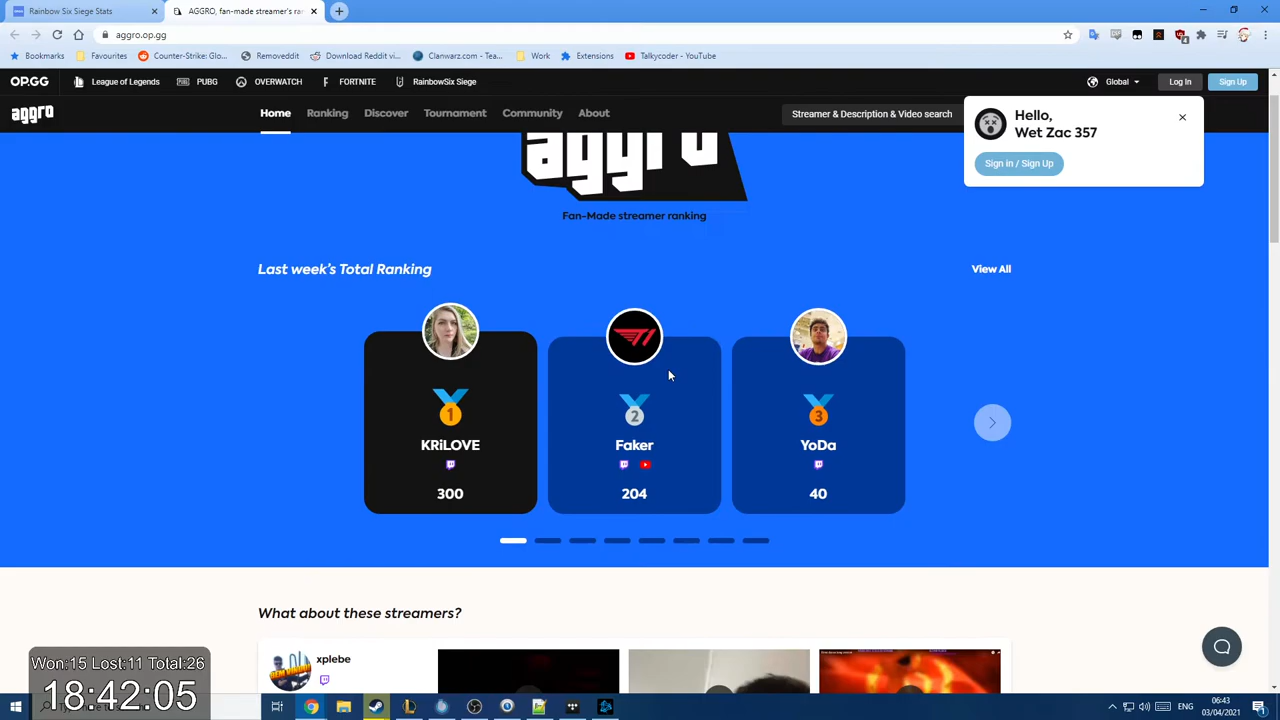 Rainbow Six Siege Stats
AGGRO, fan-made streamer's ra
aggro.op.gg
Bookmarks
Favourites
Counter-Strike: Glo...
Removeddit
Download Reddit vi...
Clanwarz.com - Tea...
Work
Extensions
Talkycoder - YouTube
OP.GG
League of Legends
PUBG
OVERWATCH
FORTNITE
RainbowSix Siege
Global
Log In
Sign Up
aggro
Home
Ranking
Discover
Tournament
Community
About
Streamer & Description & Video search
Hello,
Wet Zac 357
Sign in / Sign Up
aggro
Fan-Made streamer ranking
Last week's Total Ranking
View All
1
KRiLOVE
300
2
Faker
204
3
YoDa
40
What about these streamers?
xplebe
Won:15 Lost:11 Total:26
18:42:05
ENG
06:43
03/04/2021